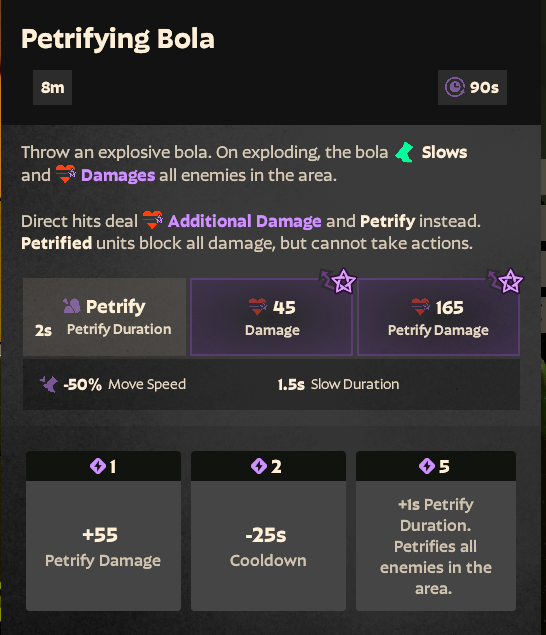 Petrifying Bola
8m
90s
Throw an explosive bola. On exploding, the bola Slows
and Damages all enemies in the area.
Direct hits deal Additional Damage and Petrify instead.
Petrified units block all damage, but cannot take actions.
Petrify
2s Petrify Duration
45
Damage
165
Petrify Damage
-50% Move Speed
1.5s Slow Duration
1
+55
Petrify Damage
2
-25s
Cooldown
5
+1s Petrify
Duration.
Petrifies all
enemies in the
area.